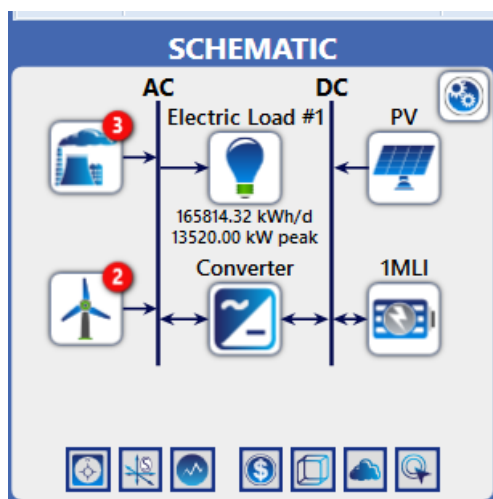 SCHEMATIC
AC DC
3 Electric Load #1 PV
165814.32 kWh/d
13520.00 kW peak
2 Converter 1MLI